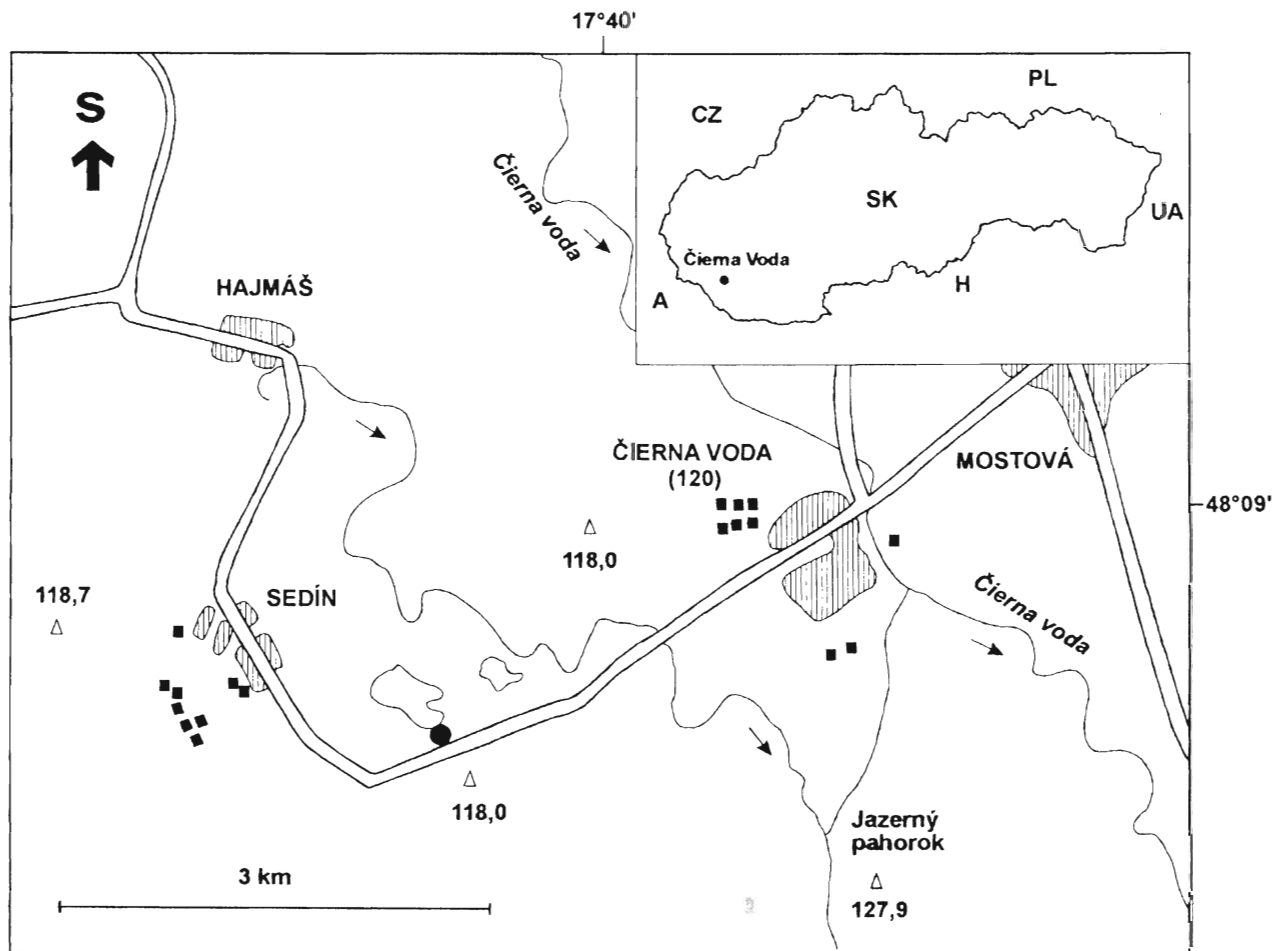 17°40'
S
PL
CZ
Čierna voda
SK
UA
Čierna Voda
A
H
HAJMÁŠ
ČIERNA VODA
(120)
MOSTOVÁ
48°09'
118,0
118,7
SEDÍN
Čierna voda
118,0
Jazerný
pahorok
3 km
127,9